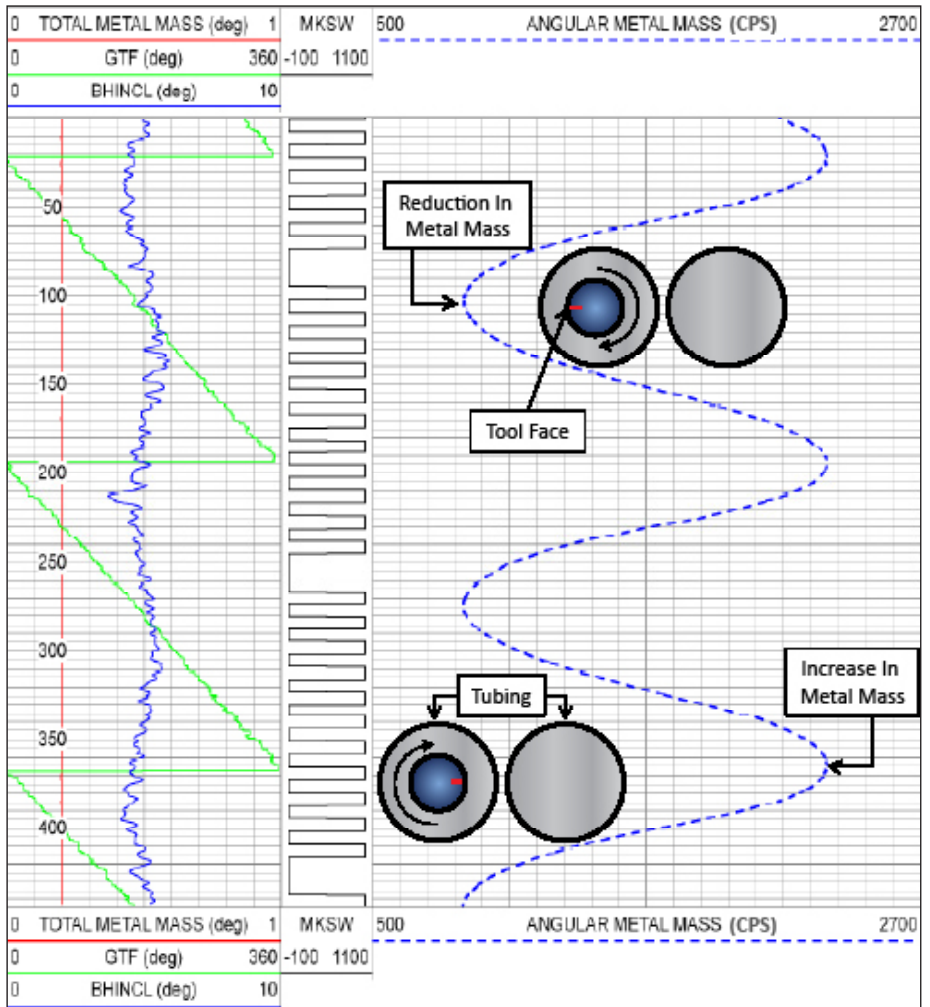 0 TOTAL METAL MASS (deg) 1 MKSW 500 ANGULAR METAL MASS (CPS) 2700
0 GTF (deg) 360 -100 1100
0 BHINCL (deg) 10
50
Reduction In
Metal Mass
100
150
Tool Face
200
250
300
Increase In
Metal Mass
Tubing
350
400
0 TOTAL METAL MASS (deg) 1 MKSW 500 ANGULAR METAL MASS (CPS) 2700
0 GTF (deg) 360 -100 1100
0 BHINCL (deg) 10